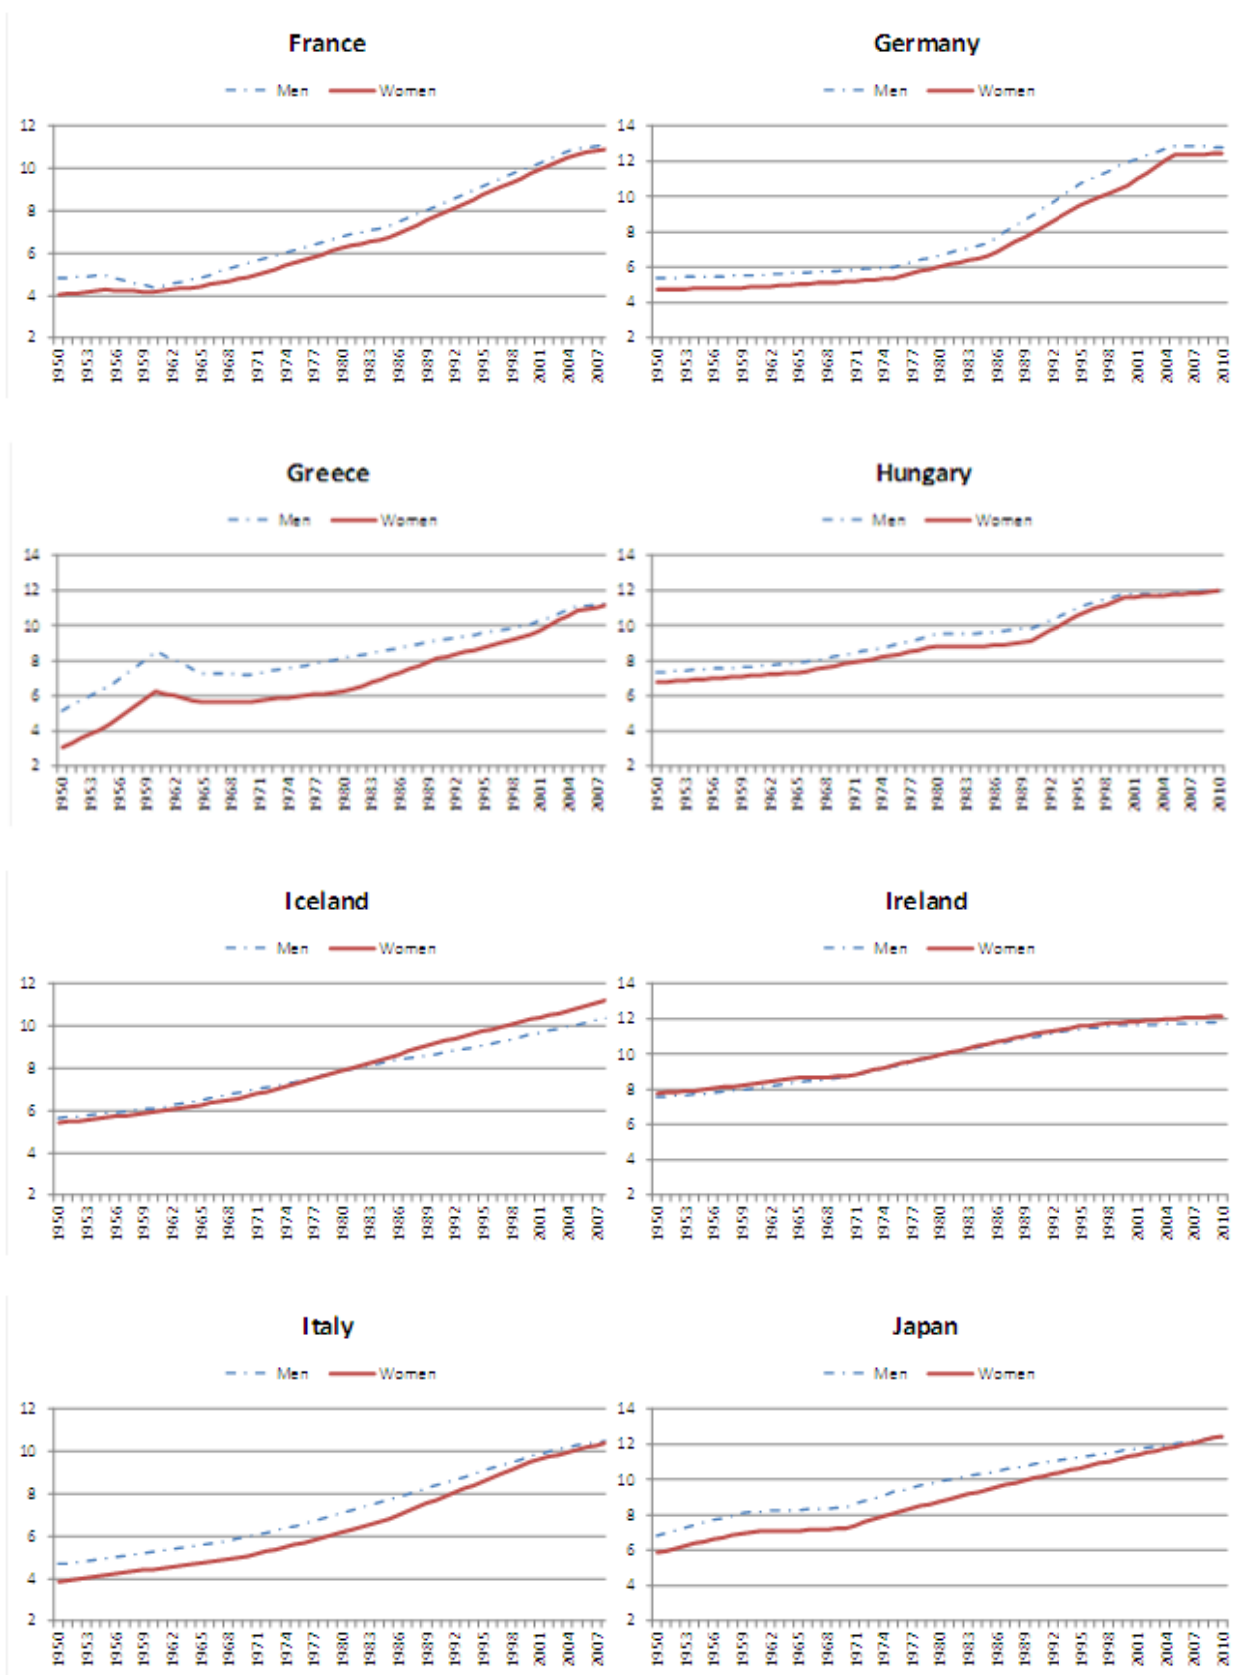 France Germany
Men Women Men Women
12 14
10 12
8 10
6 8
4 6
2 4
2
1950 1953 1956 1959 1962 1965 1968 1971 1974 1977 1980 1983 1986 1989 1992 1995 1998 2001 2004 2007
1950 1953 1956 1959 1962 1965 1968 1971 1974 1977 1980 1983 1986 1989 1992 1995 1998 2001 2004 2007 2010
Greece Hungary
Men Women Men Women
14 14
12 12
10 10
8 8
6 6
4 4
2 2
1950 1953 1956 1959 1962 1965 1968 1971 1974 1977 1980 1983 1986 1989 1992 1995 1998 2001 2004 2007
1950 1953 1956 1959 1962 1965 1968 1971 1974 1977 1980 1983 1986 1989 1992 1995 1998 2001 2004 2007 2010
Iceland Ireland
Men Women Men Women
12 14
10 12
8 10
6 8
4 6
2 4
2
1950 1953 1956 1959 1962 1965 1968 1971 1974 1977 1980 1983 1986 1989 1992 1995 1998 2001 2004 2007
1950 1953 1956 1959 1962 1965 1968 1971 1974 1977 1980 1983 1986 1989 1992 1995 1998 2001 2004 2007 2010
Italy Japan
Men Women Men Women
12 14
10 12
8 10
6 8
4 6
2 4
2
1950 1953 1956 1959 1962 1965 1968 1971 1974 1977 1980 1983 1986 1989 1992 1995 1998 2001 2004 2007
1950 1953 1956 1959 1962 1965 1968 1971 1974 1977 1980 1983 1986 1989 1992 1995 1998 2001 2004 2007 2010